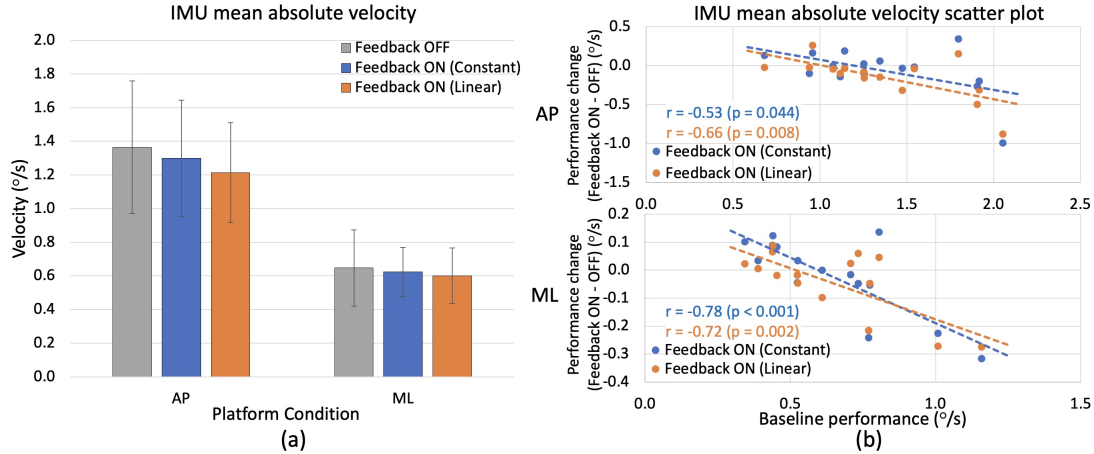 IMU mean absolute velocity
2.0
1.8
1.6
1.4
1.2
1.0
0.8
0.6
0.4
0.2
0.0
Velocity (°/s)
Feedback OFF
Feedback ON (Constant)
Feedback ON (Linear)
AP
ML
Platform Condition
(a)
IMU mean absolute velocity scatter plot
AP
Performance change
(Feedback ON - OFF) (°/s)
0.5
0.0
-0.5
-1.0
-1.5
r = -0.53 (p = 0.044)
r = -0.66 (p = 0.008)
Feedback ON (Constant)
Feedback ON (Linear)
0.0 0.5 1.0 1.5 2.0 2.5
ML
Performance change
(Feedback ON - OFF) (°/s)
0.2
0.1
0.0
-0.1
-0.2
-0.3
-0.4
r = -0.78 (p < 0.001)
r = -0.72 (p = 0.002)
Feedback ON (Constant)
Feedback ON (Linear)
0.0 0.5 1.0 1.5
Baseline performance (°/s)
(b)